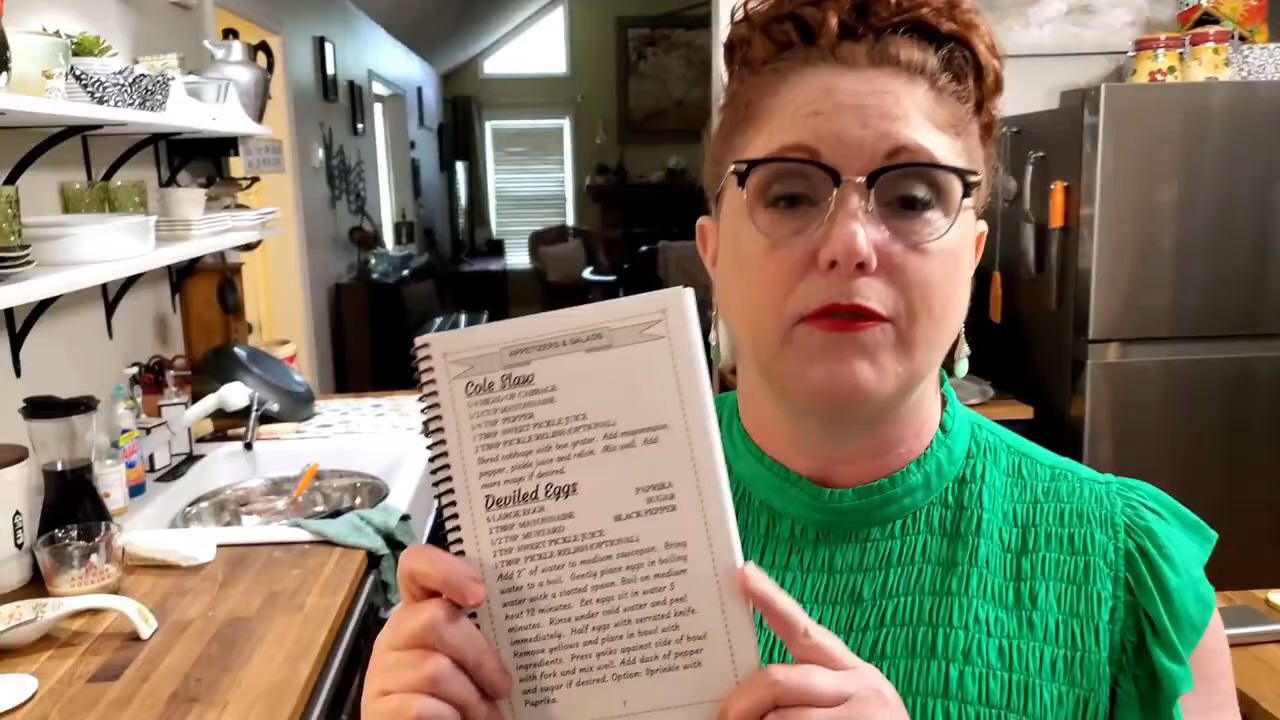 APPETIZERS & SALADS
Cole Slaw
HEAD OF CABBAGE
1/2 CUP MAYONNAISE
1/4 TSP. PEPPER
1 TBSP. SWEET PICKLE JUICE
PICKLE RELISH (OPTIONAL)
Shred cabbage with box grater. Add mayonnaise,
pepper, pickle juice and relish. Mix well. Add
more mayo if desired.
Deviled Eggs
6 LARGE EGGS PAPRIKA
2 TBSP. MAYONNAISE SUGAR
1/2 TSP. MUSTARD BLACK PEPPER
SWEET PICKLE JUICE
1 TBSP. PICKLE RELISH (OPTIONAL)
Add 2" of water to medium saucepan. Bring
water to a boil. Gently place eggs in boiling
water with a slotted spoon. Boil on medium
heat 12 minutes. Let eggs sit in water 5
minutes. Rinse under cold water and peel
immediately. Half eggs with serrated knife.
Remove yellows and place in bowl with
ingredients. Press yolks against side of bowl
with fork and mix well. Add dash of pepper
and sugar if desired. Option: Sprinkle with
Paprika.